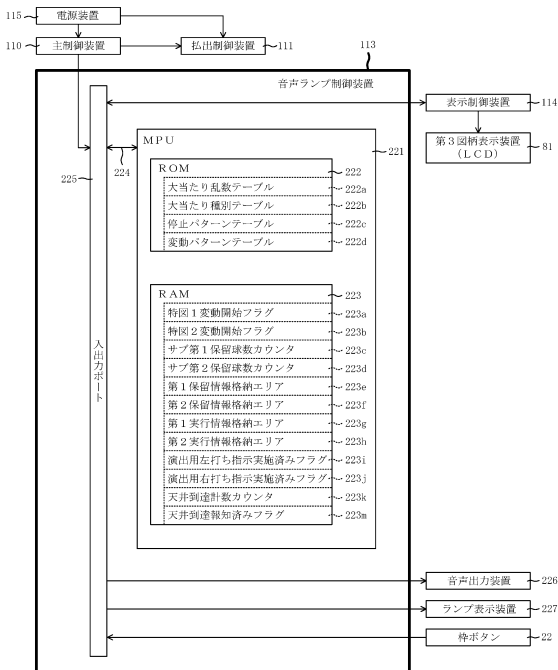 115
電源装置
110
主制御装置
払出制御装置
111
113
音声ランプ制御装置
表示制御装置
114
第3図柄表示装置
(LCD)
81
MPU
221
225
224
ROM
222
大当たり乱数テーブル
222a
大当たり種別テーブル
222b
停止パターンテーブル
222c
変動パターンテーブル
222d
RAM
223
特図1変動開始フラグ
223a
特図2変動開始フラグ
223b
サブ第1保留球数カウンタ
223c
サブ第2保留球数カウンタ
223d
第1保留情報格納エリア
223e
第2保留情報格納エリア
223f
第1実行情報格納エリア
223g
第2実行情報格納エリア
223h
演出用左打ち指示実施済みフラグ
223i
演出用右打ち指示実施済みフラグ
223j
天井到達計数カウンタ
223k
天井到達報知済みフラグ
223m
入出力ポート
音声出力装置
226
ランプ表示装置
227
枠ボタン
22